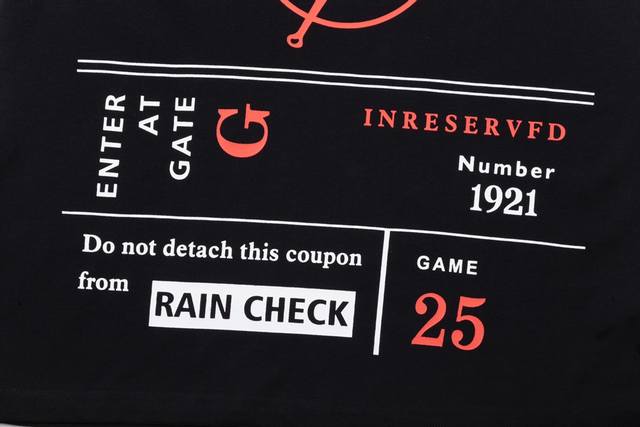 ENTER
AT
GATE
G
INRESERVFD
Number
1921
Do not detach this coupon
from RAIN CHECK
GAME
25